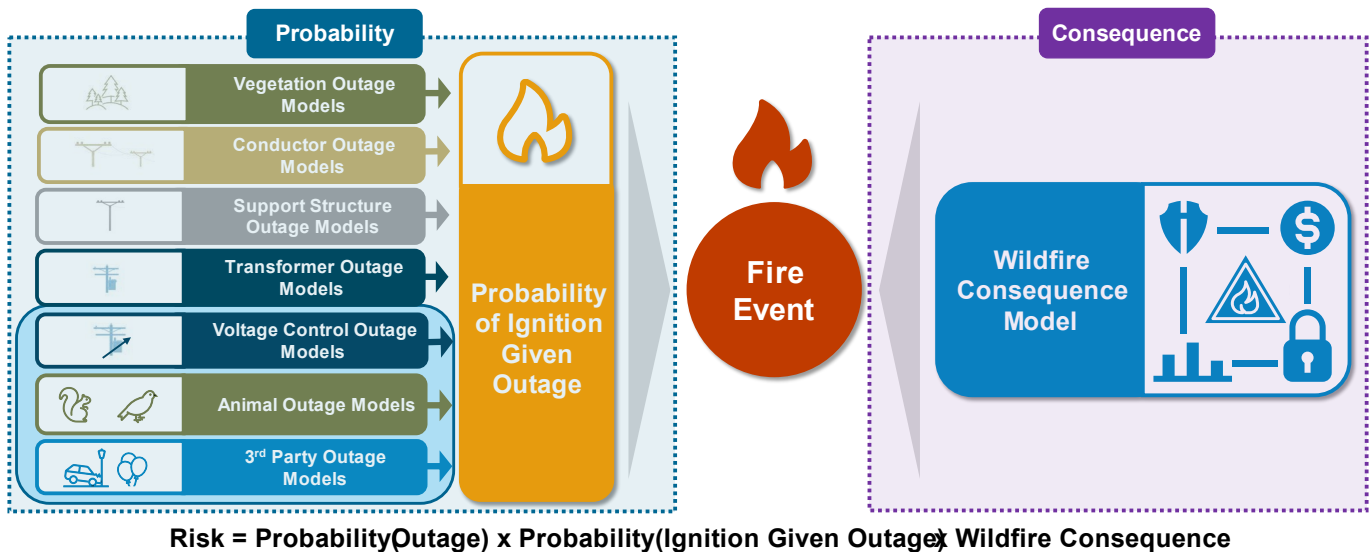 Probability
Consequence
Vegetation Outage
Models
Conductor Outage
Models
Support Structure
Outage Models
Transformer Outage
Models
Voltage Control Outage
Models
Animal Outage Models
3rd Party Outage
Models
Probability
of Ignition
Given
Outage
Fire
Event
Wildfire
Consequence
Model
$
Risk = Probability(Outage) x Probability(Ignition Given Outage) x Wildfire Consequence